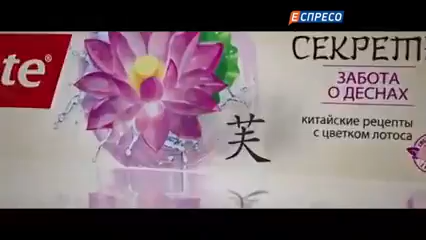 ЕСПРЕСО
te®
СЕКРЕТ
ЗАБОТА
О ДЕСНАХ
китайские рецепты
с цветком лотоса
芙